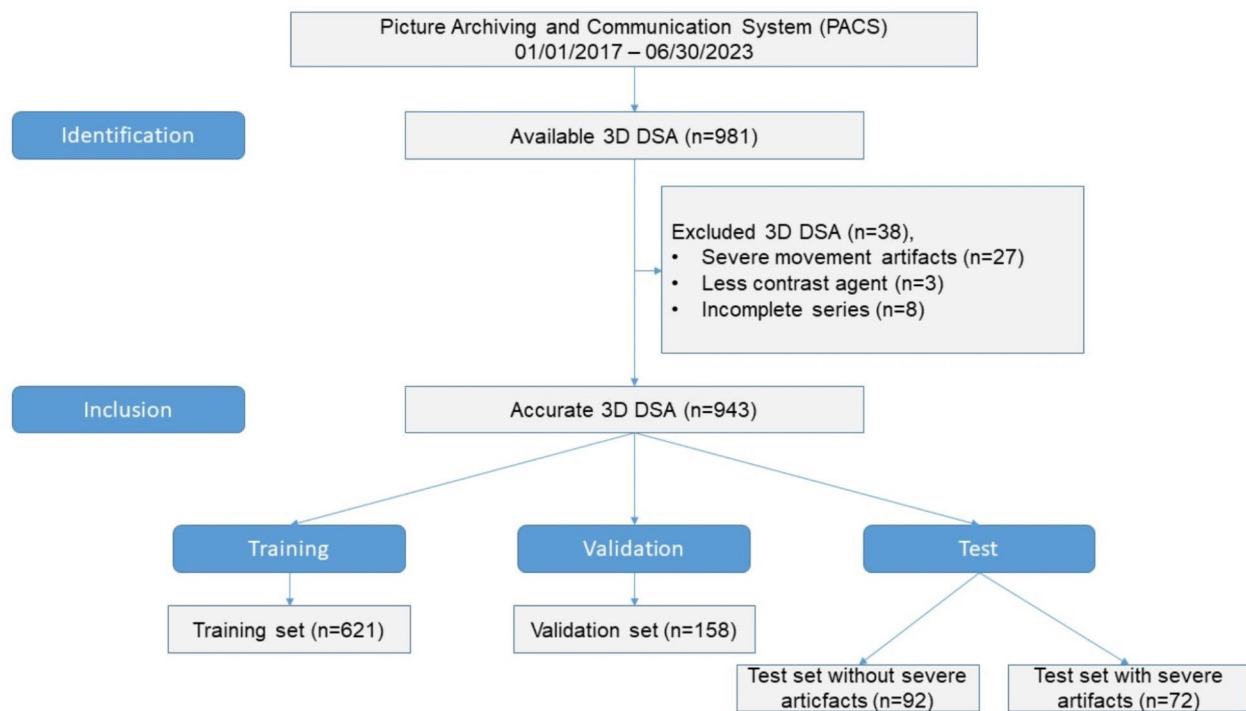 Picture Archiving and Communication System (PACS)
01/01/2017 – 06/30/2023
Identification
Available 3D DSA (n=981)
Excluded 3D DSA (n=38),
• Severe movement artifacts (n=27)
• Less contrast agent (n=3)
• Incomplete series (n=8)
Inclusion
Accurate 3D DSA (n=943)
Training
Validation
Test
Training set (n=621)
Validation set (n=158)
Test set without severe
articfacts (n=92)
Test set with severe
artifacts (n=72)